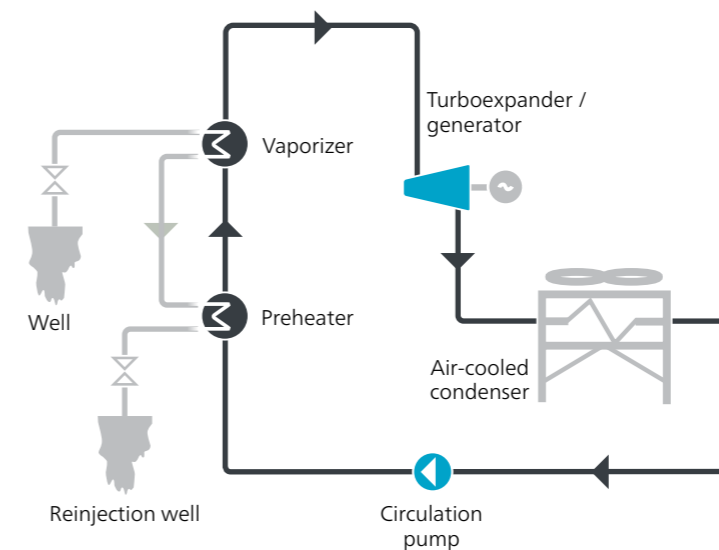 Turboexpander /
generator
Vaporizer
Well
Preheater
Air-cooled
condenser
Reinjection well
Circulation
pump